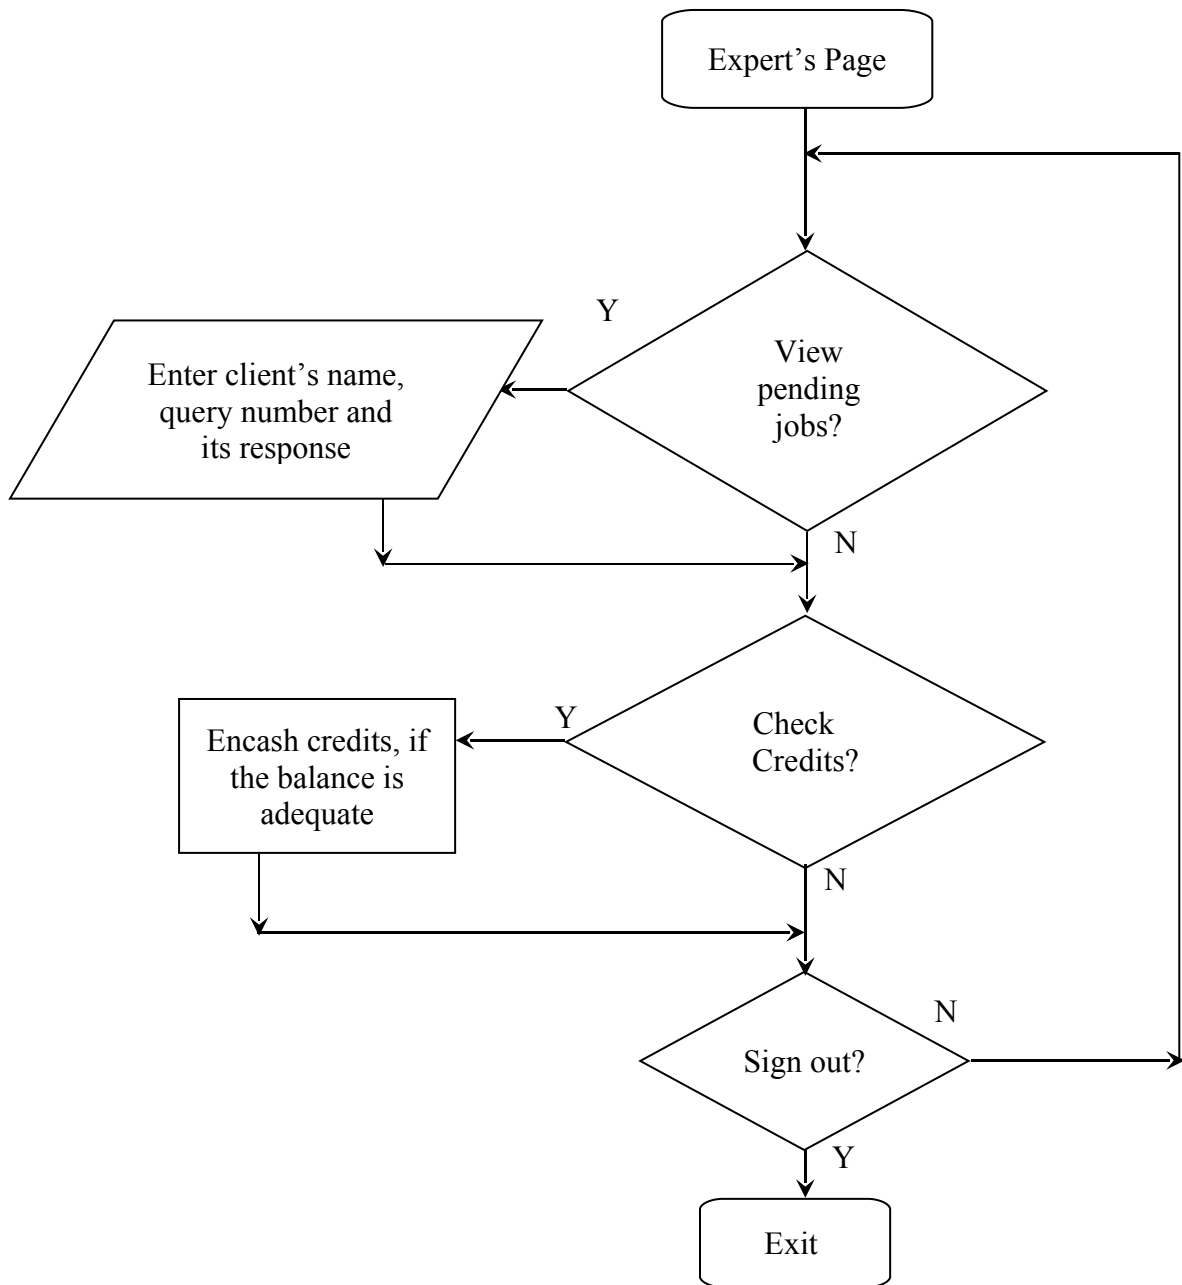 Expert’s Page
Y
View
pending
jobs?
Enter client’s name,
query number and
its response
N
Y
Check
Credits?
Encash credits, if
the balance is
adequate
N
N
Sign out?
Y
Exit